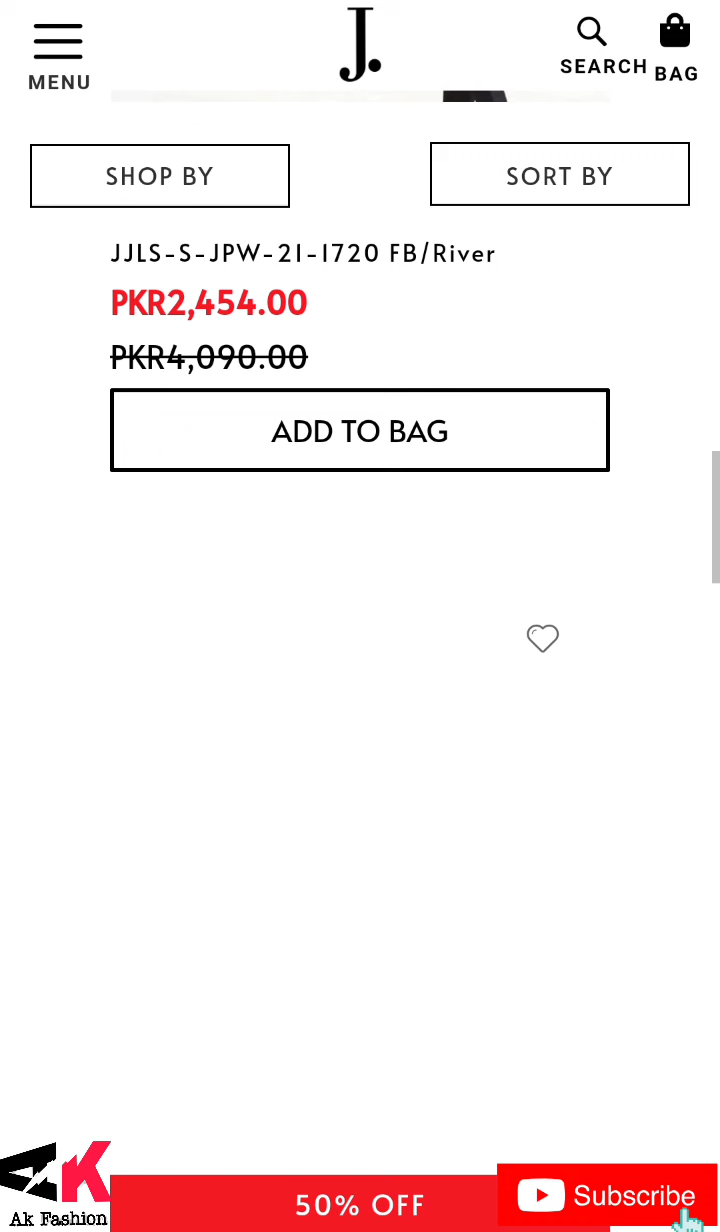 J.
MENU
SEARCH
BAG
SHOP BY
SORT BY
JJLS-S-JPW-21-1720 FB/River
PKR2,454.00
PKR4,090.00
ADD TO BAG
AK
Ak Fashion
50% OFF
Subscribe